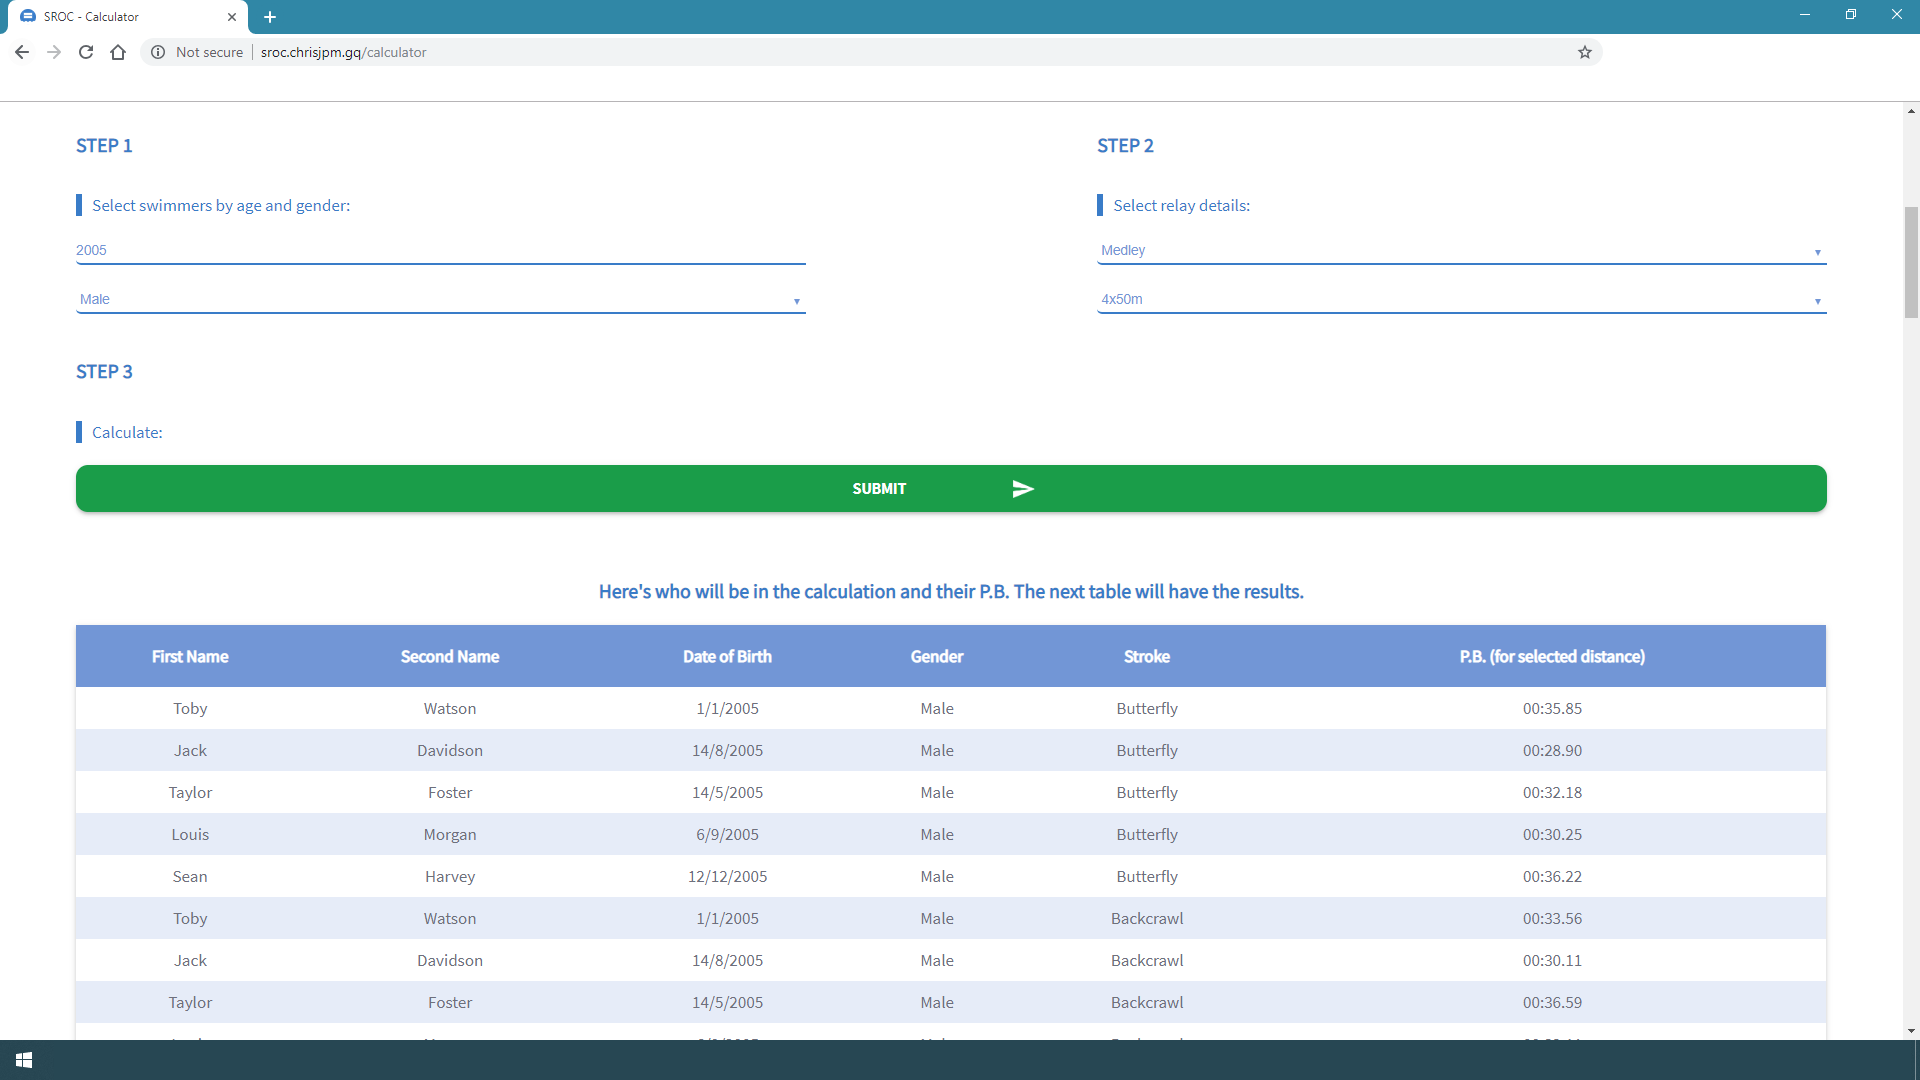 SROC - Calculator
Not secure sroc.chrisjpm.gq/calculator
STEP 1
Select swimmers by age and gender:
2005
Male
STEP 2
Select relay details:
Medley
4x50m
STEP 3
Calculate:
SUBMIT
Here's who will be in the calculation and their P.B. The next table will have the results.
First Name Second Name Date of Birth Gender Stroke P.B. (for selected distance)
Toby Watson 1/1/2005 Male Butterfly 00:35.85
Jack Davidson 14/8/2005 Male Butterfly 00:28.90
Taylor Foster 14/5/2005 Male Butterfly 00:32.18
Louis Morgan 6/9/2005 Male Butterfly 00:30.25
Sean Harvey 12/12/2005 Male Butterfly 00:36.22
Toby Watson 1/1/2005 Male Backcrawl 00:33.56
Jack Davidson 14/8/2005 Male Backcrawl 00:30.11
Taylor Foster 14/5/2005 Male Backcrawl 00:36.59